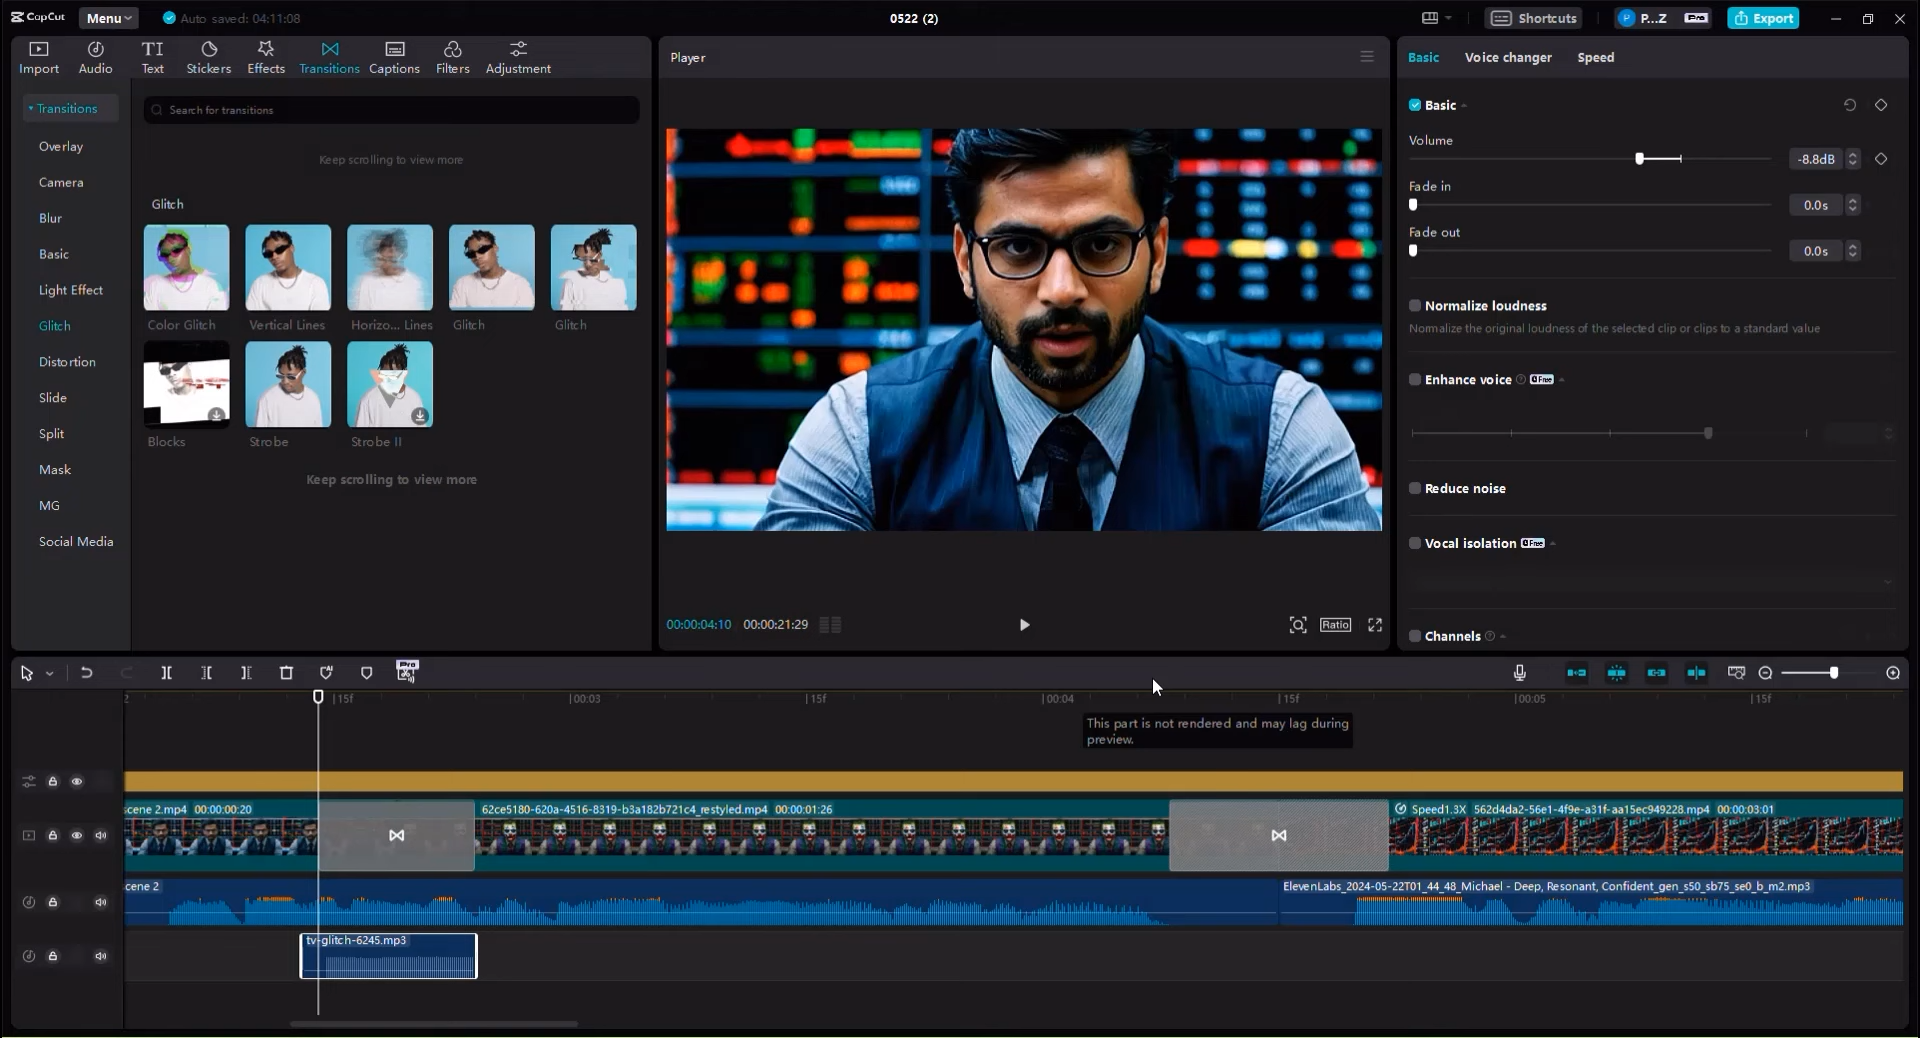 CapCut
Menu
Auto saved: 04:11:08
0522 (2)
Shortcuts
P...Z
Pro
Export
Import
Audio
TI
Text
Stickers
Effects
Transitions
Captions
Filters
Adjustment
Player
Basic
Voice changer
Speed
Transitions
Overlay
Camera
Blur
Basic
Light Effect
Glitch
Distortion
Slide
Split
Mask
MG
Social Media
Search for transitions
Keep scrolling to view more
Glitch
Color Glitch
Vertical Lines
Horizo... Lines
Glitch
Glitch
Blocks
Strobe
Strobe II
Keep scrolling to view more
00:00:04:10
00:00:21:29
Ratio
Basic
Volume
-8.8dB
Fade in
0.0s
Fade out
0.0s
Normalize loudness
Normalize the original loudness of the selected clip or clips to a standard value
Enhance voice
Free
Reduce noise
Vocal isolation
Free
Channels
Pro
2
15f
00:03
15f
00:04
15f
00:05
15f
This part is not rendered and may lag during
preview.
scene 2.mp4 00:00:00:20
62ce5180-620a-4516-8319-b3a182b721c4_restyled.mp4 00:00:01:26
Speed1.3X 562d4da2-56e1-4f9e-a31f-aa15ec949228.mp4 00:00:03:01
cene 2
ElevenLabs_2024-05-22T01_44_48_Michael - Deep, Resonant, Confident_gen_s50_sb75_se0_b_m2.mp3
tv-glitch-6245.mp3